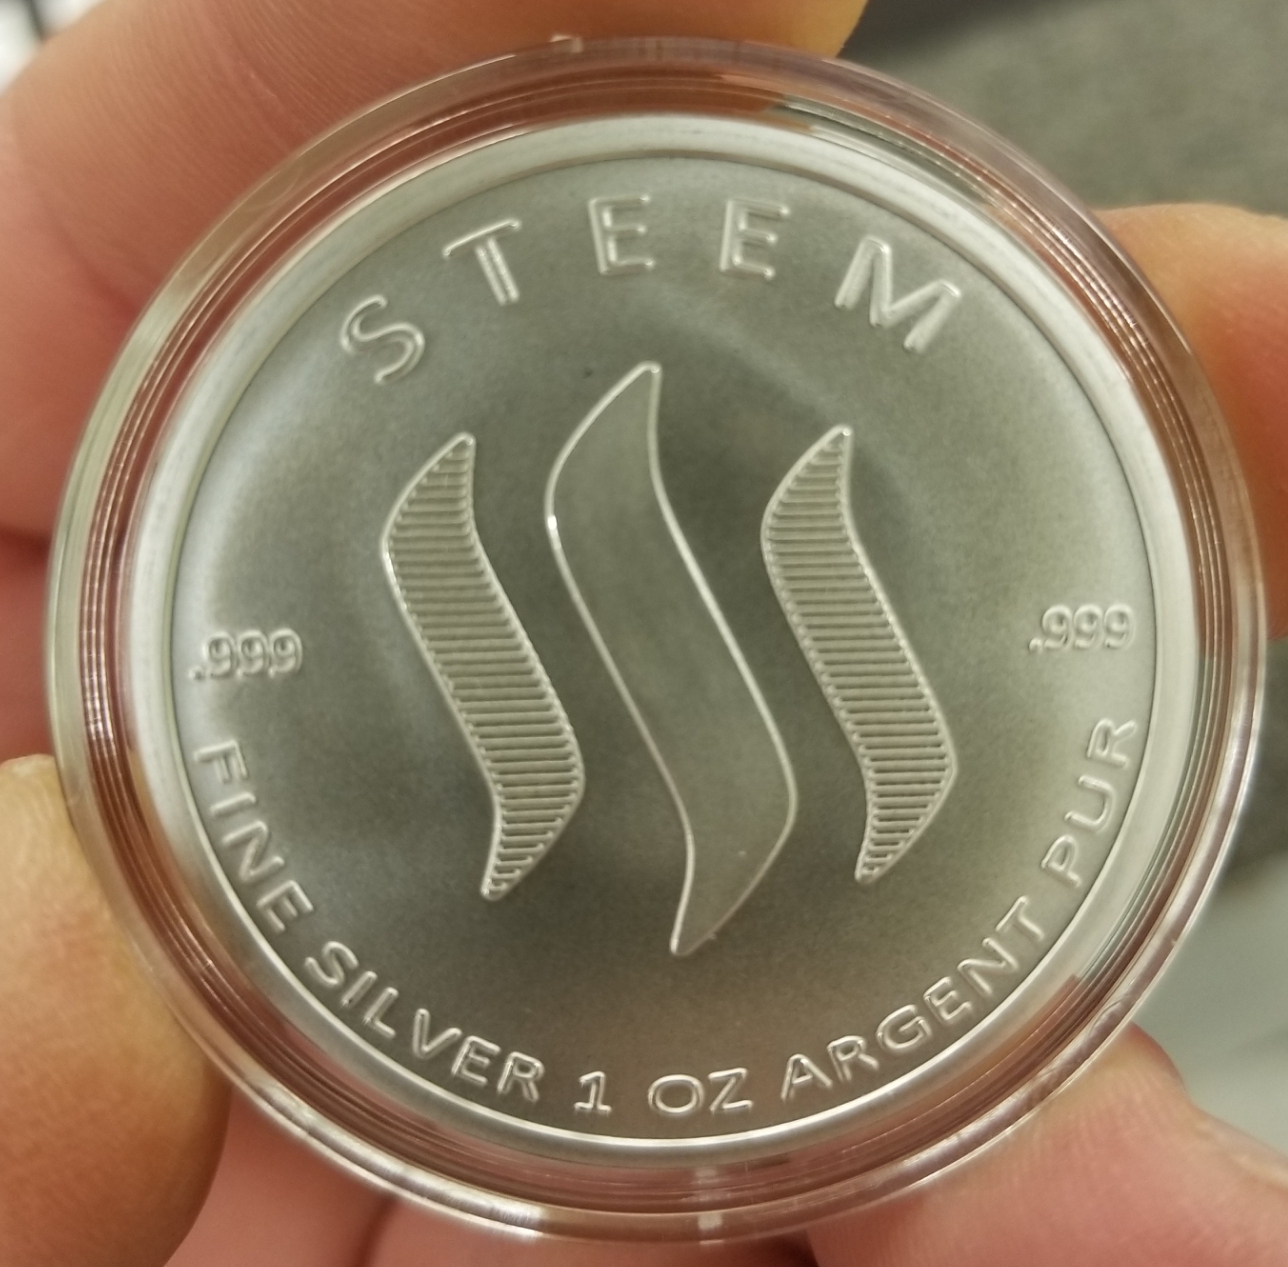 STEEM
.999 .999
FINE SILVER 1 OZ ARGENT PUR